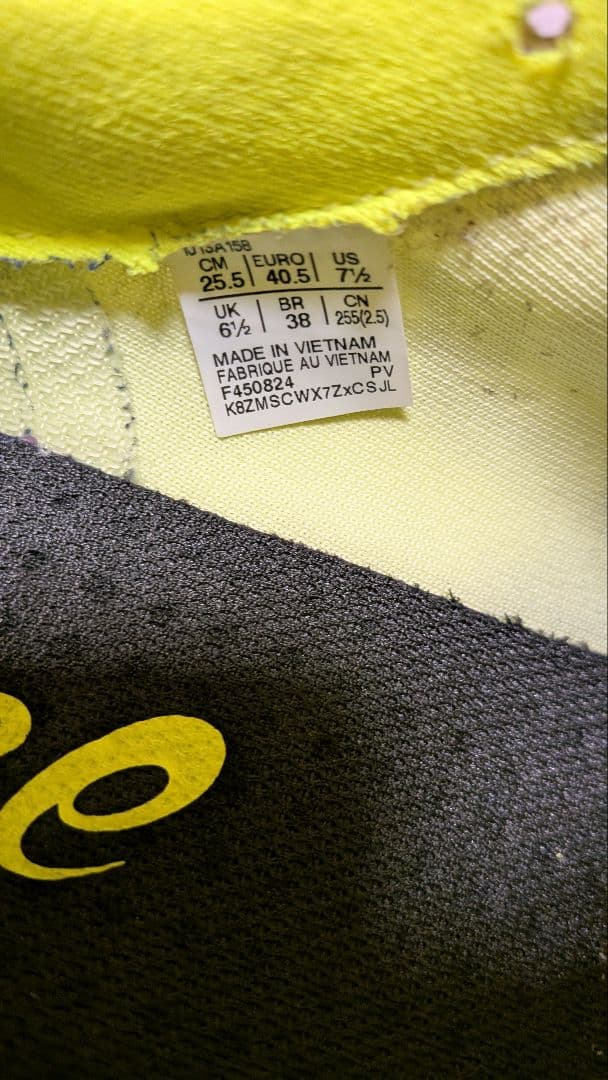 CM 25.5 | EURO 40.5 | US 7½
UK 6½ | BR 38 | CN 255(2.5)
MADE IN VIETNAM
FABRIQUE AU VIETNAM
F450824 PV
K8ZMSCWX7ZxCSJL